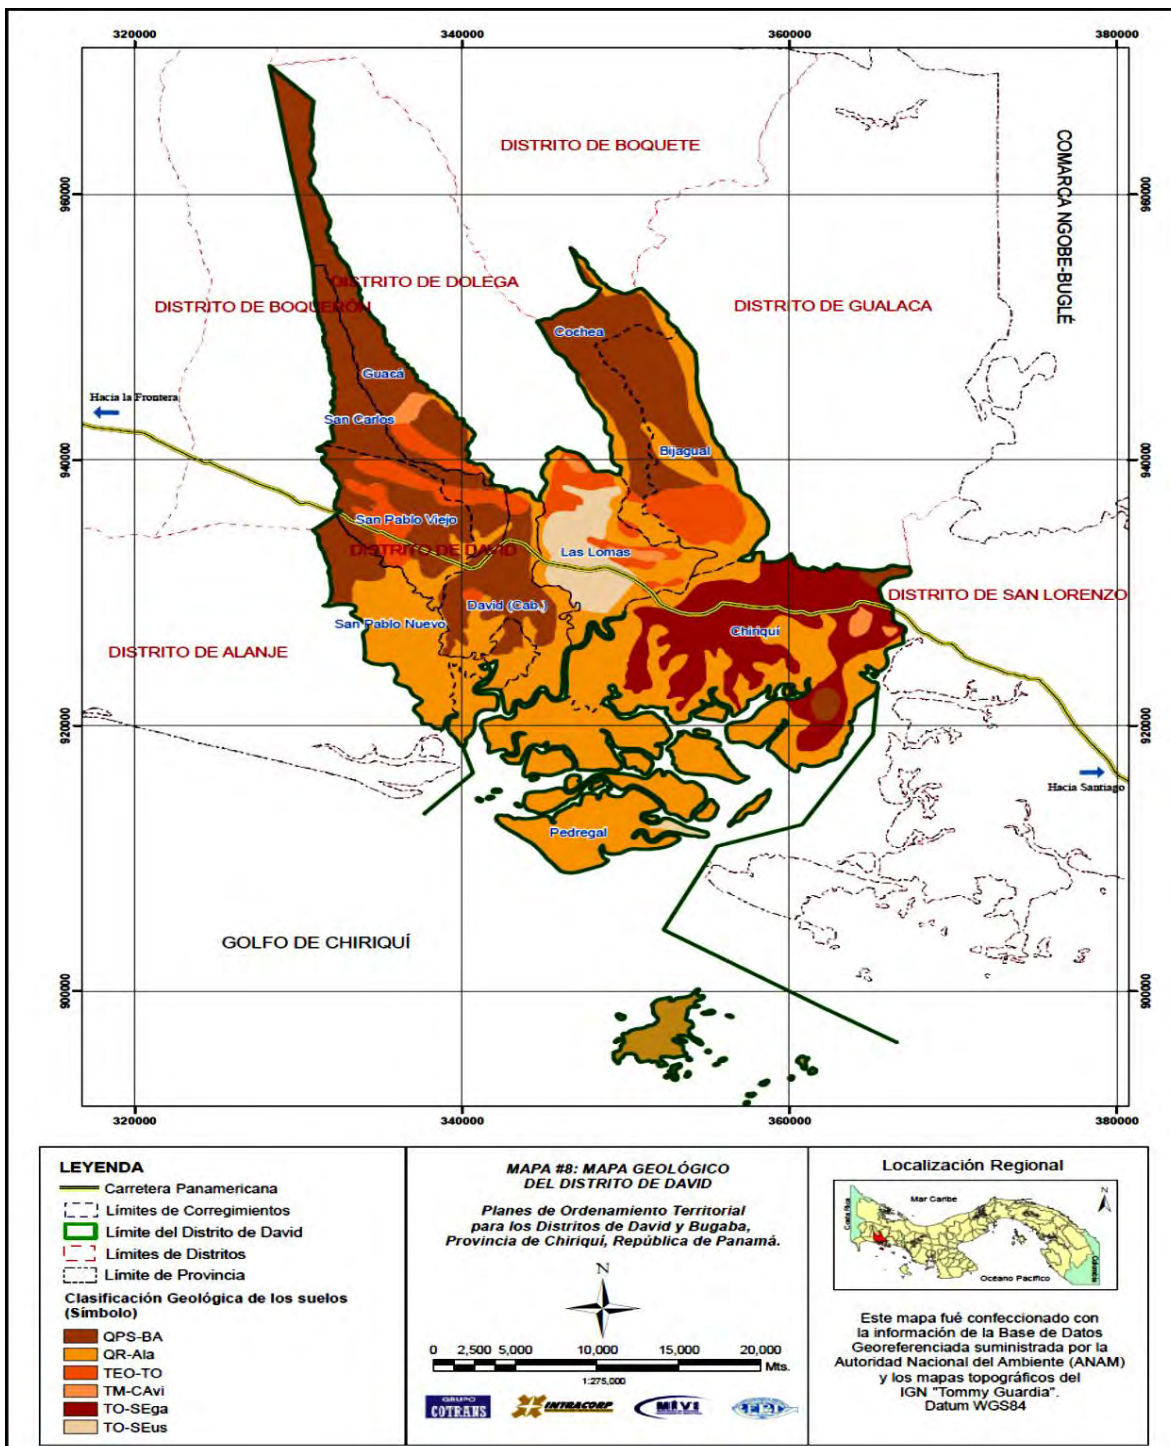 320000 340000 360000 380000
960000 960000
DISTRITO DE BOQUETE
COMARCA NGOBE-BUGLÉ
DISTRITO DE DOLEGA
DISTRITO DE BOQUERÓN
DISTRITO DE GUALACA
Cochea
Guacá
Hacia la Frontera
San Carlos
Bijagual
940000 940000
San Pablo Viejo
DISTRITO DE DAVID
Las Lomas
David (Cab.)
DISTRITO DE SAN LORENZO
San Pablo Nuevo
Chiriquí
DISTRITO DE ALANJE
920000 920000
Hacia Santiago
Pedregal
GOLFO DE CHIRIQUÍ
900000 900000
320000 340000 360000 380000
LEYENDA
Carretera Panamericana
Límites de Corregimientos
Límite del Distrito de David
Límites de Distritos
Límite de Provincia
Clasificación Geológica de los suelos
(Símbolo)
QPS-BA
QR-Ala
TEO-TO
TM-CAvi
TO-SEga
TO-SEus
MAPA #8: MAPA GEOLÓGICO
DEL DISTRITO DE DAVID
Planes de Ordenamiento Territorial
para los Distritos de David y Bugaba,
Provincia de Chiriquí, República de Panamá.
N
0 2,500 5,000 10,000 15,000 20,000
Mts.
1:275,000
GRUPO
COTRANS
INTRACORP
MIVI
Localización Regional
Mar Caribe
N
Costa Rica
Colombia
Océano Pacífico
Este mapa fué confeccionado con
la información de la Base de Datos
Georeferenciada suministrada por la
Autoridad Nacional del Ambiente (ANAM)
y los mapas topográficos del
IGN "Tommy Guardia".
Datum WGS84